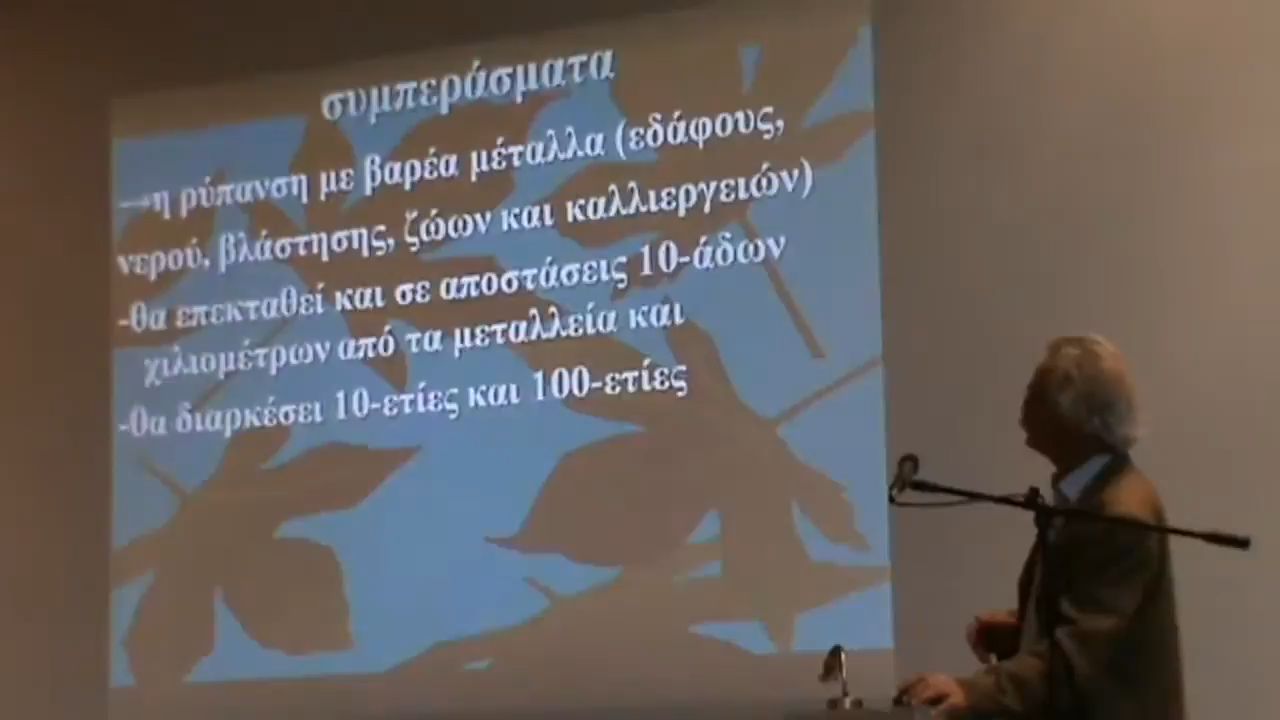 συμπεράσματα
→η ρύπανση με βαρέα μέταλλα (εδάφους,
νερού, βλάστησης, ζώων και καλλιεργειών)
-θα επεκταθεί και σε αποστάσεις 10-άδων
χιλιομέτρων από τα μεταλλεία και
-θα διαρκέσει 10-ετίες και 100-ετίες